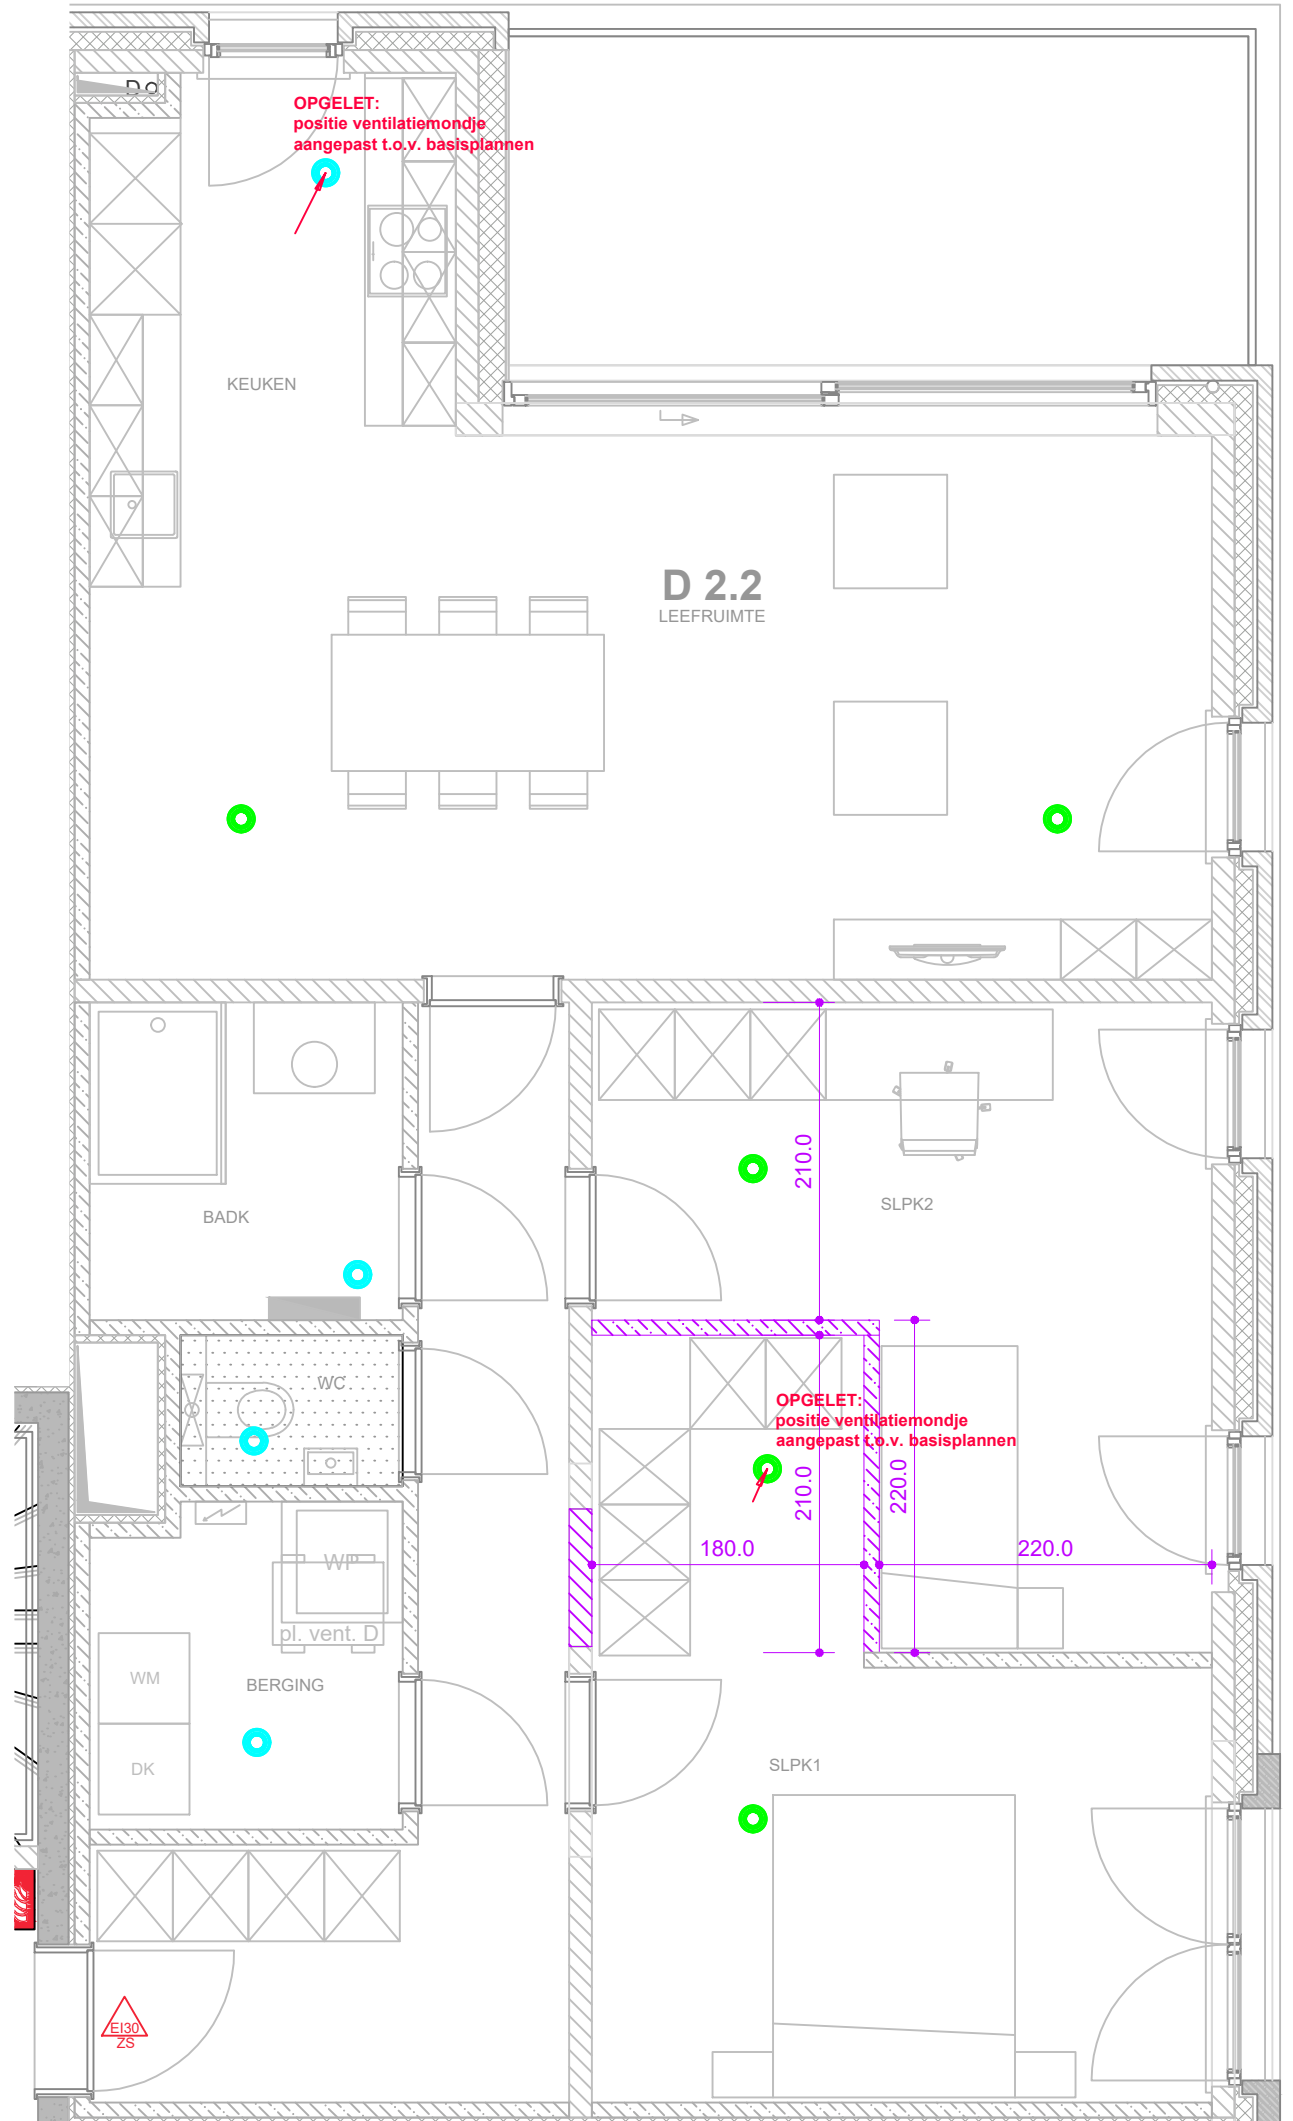 D
OPGELET:
positie ventilatiemondje
aangepast t.o.v. basisplannen
KEUKEN
D 2.2
LEEFRUIMTE
210.0
SLPK2
BADK
WC
OPGELET:
positie ventilatiemondje
aangepast t.o.v. basisplannen
210.0
220.0
180.0
220.0
WP
pl. vent. D
WM
BERGING
DK
SLPK1
EI30
ZS